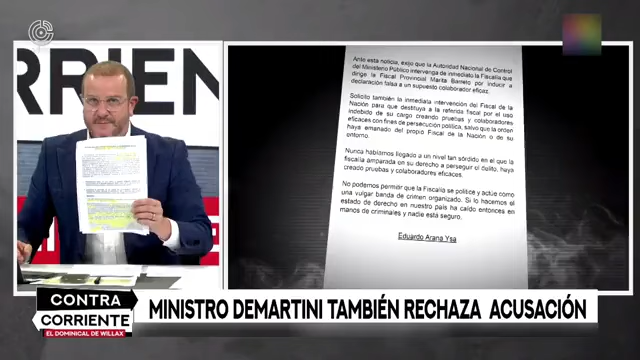 RRIEN
Ante esta noticia, exijo que la Autoridad Nacional de Control
del Ministerio Público intervenga de inmediato la Fiscalía que
dirige la Fiscal Provincial Marita Barreto por inducir a
declaración falsa a un supuesto colaborador eficaz.
Solicito también la inmediata intervención del Fiscal de la
Nación para que destituya a la referida fiscal por el uso
indebido de su cargo creando pruebas y colaboradores
eficaces con fines de persecución política, salvo que la orden
haya emanado del propio Fiscal de la Nación o de su
entorno.
Nunca habíamos llegado a un nivel tan sórdido en el que la
fiscalía amparada en su derecho a perseguir el delito, haya
creado pruebas y colaboradores eficaces.
No podemos permitir que la Fiscalía se politice y actúe como
una vulgar banda de crimen organizado. Si lo hacemos el
estado de derecho en nuestro país ha caído entonces en
manos de criminales y nadie está seguro.
Eduardo Arana Ysa
CONTRA
CORRIENTE
EL DOMINICAL DE WILLAX
MINISTRO DEMARTINI TAMBIÉN RECHAZA ACUSACIÓN